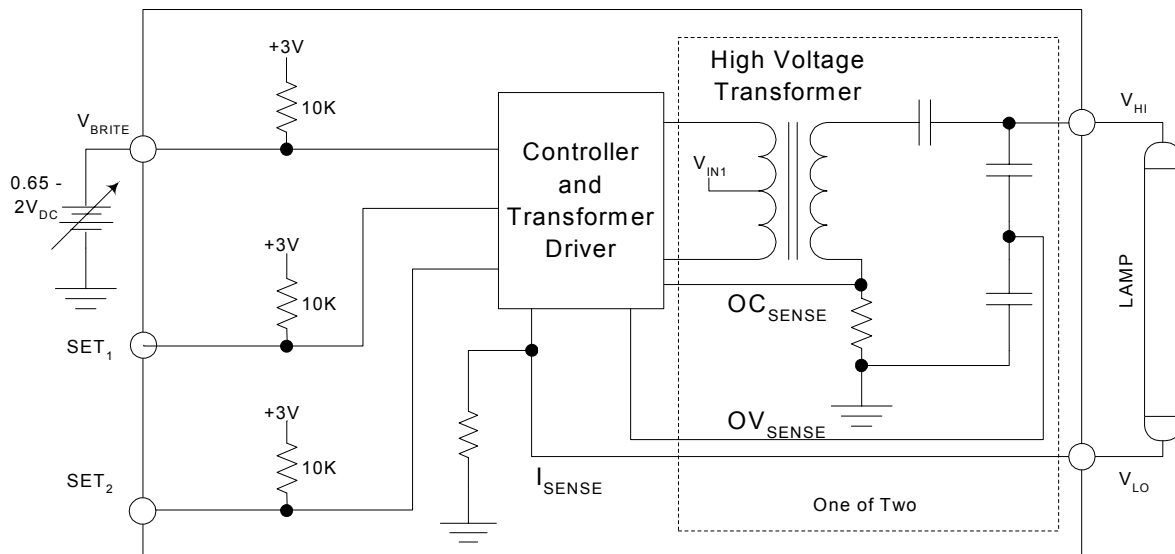 +3V
10K
V_BRITE
0.65 -
2V_DC
+3V
10K
SET_1
+3V
10K
SET_2
Controller
and
Transformer
Driver
High Voltage
Transformer
V_IN1
OC_SENSE
OV_SENSE
I_SENSE
One of Two
V_HI
LAMP
V_LO